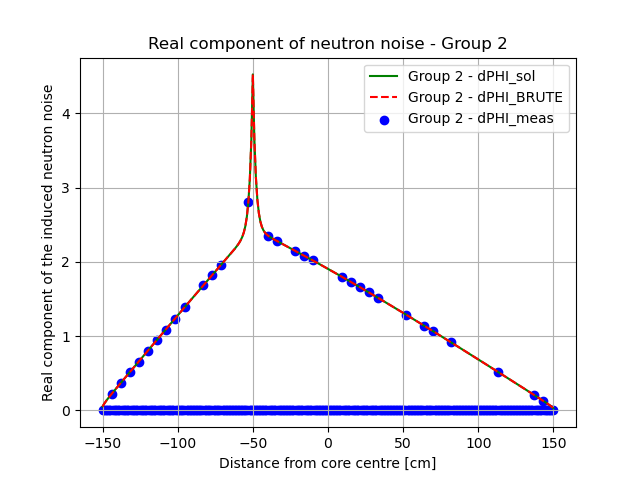 Real component of neutron noise - Group 2
Real component of the induced neutron noise
4
3
2
1
0
Group 2 - dPHI_sol
Group 2 - dPHI_BRUTE
Group 2 - dPHI_meas
−150 −100 −50 0 50 100 150
Distance from core centre [cm]